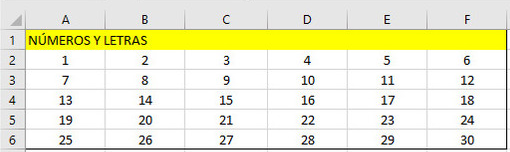 A B C D E F
1 NÚMEROS Y LETRAS
2 1 2 3 4 5 6
3 7 8 9 10 11 12
4 13 14 15 16 17 18
5 19 20 21 22 23 24
6 25 26 27 28 29 30